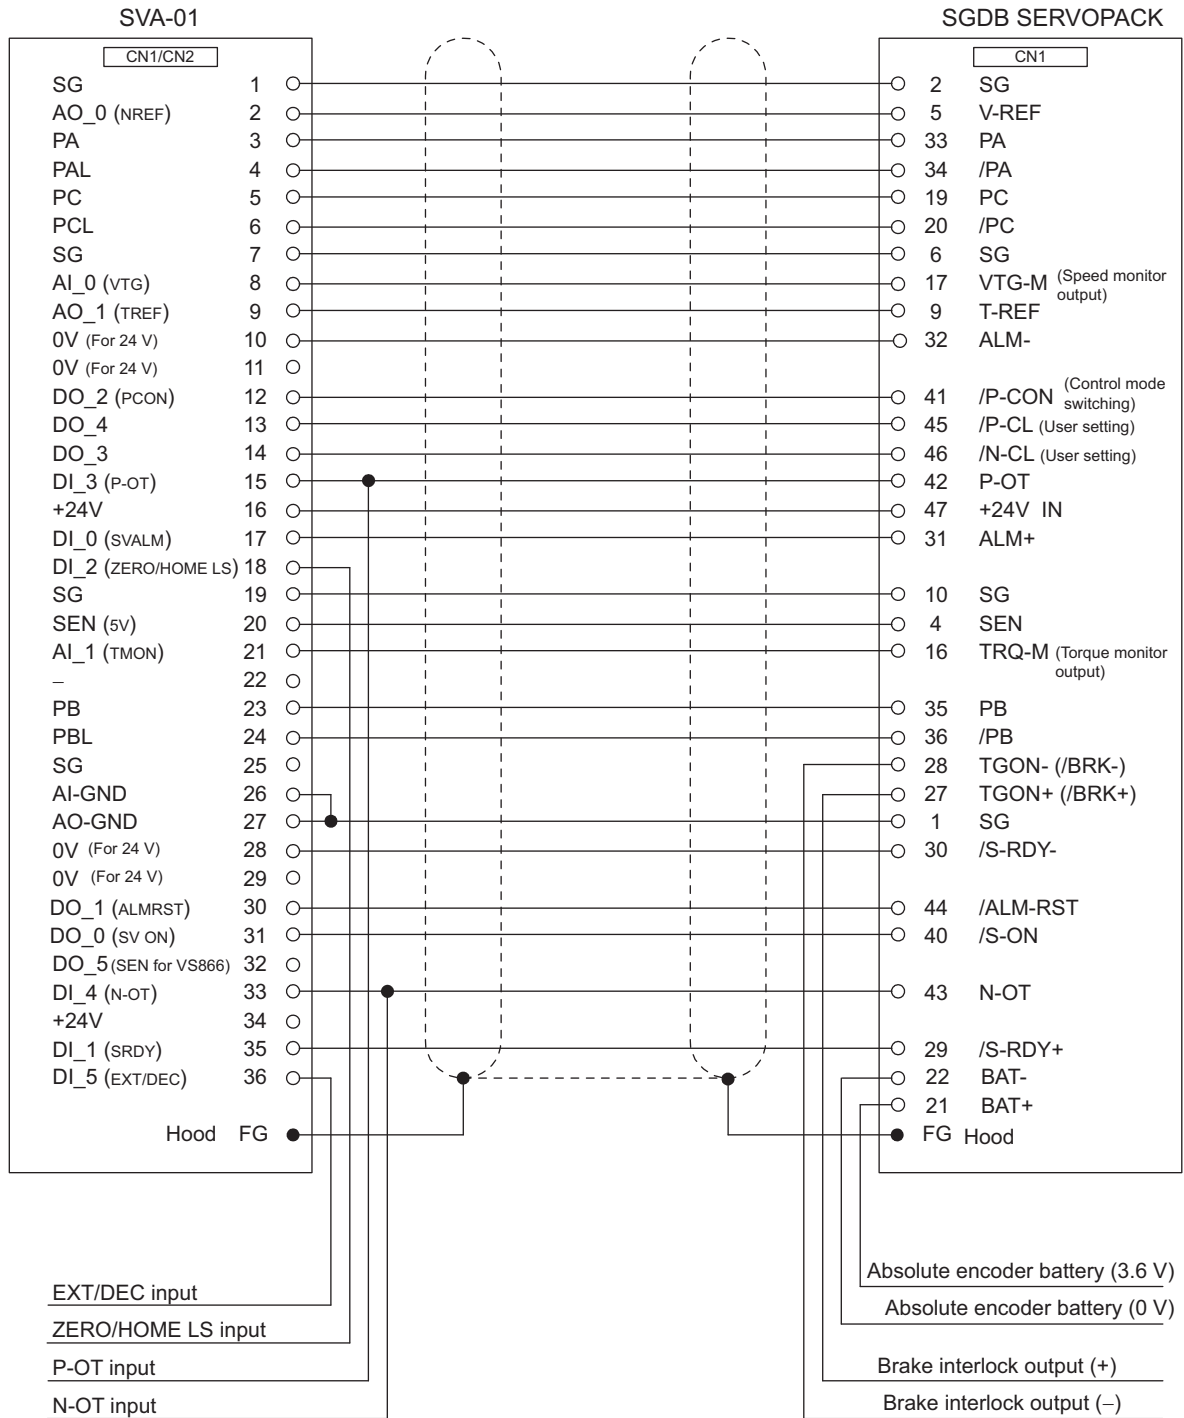 SVA-01 SGDB SERVOPACK
CN1/CN2 CN1
SG 1 2 SG
AO_0 (NREF) 2 5 V-REF
PA 3 33 PA
PAL 4 34 /PA
PC 5 19 PC
PCL 6 20 /PC
SG 7 6 SG
AI_0 (VTG) 8 17 VTG-M (Speed monitor output)
AO_1 (TREF) 9 9 T-REF
0V (For 24 V) 10 32 ALM-
0V (For 24 V) 11
DO_2 (PCON) 12 41 /P-CON (Control mode switching)
DO_4 13 45 /P-CL (User setting)
DO_3 14 46 /N-CL (User setting)
DI_3 (P-OT) 15 42 P-OT
+24V 16 47 +24V IN
DI_0 (SVALM) 17 31 ALM+
DI_2 (ZERO/HOME LS) 18
SG 19 10 SG
SEN (5V) 20 4 SEN
AI_1 (TMON) 21 16 TRQ-M (Torque monitor output)
– 22
PB 23 35 PB
PBL 24 36 /PB
SG 25 28 TGON- (/BRK-)
AI-GND 26 27 TGON+ (/BRK+)
AO-GND 27 1 SG
0V (For 24 V) 28 30 /S-RDY-
0V (For 24 V) 29
DO_1 (ALMRST) 30 44 /ALM-RST
DO_0 (SV ON) 31 40 /S-ON
DO_5 (SEN for VS866) 32
DI_4 (N-OT) 33 43 N-OT
+24V 34
DI_1 (SRDY) 35 29 /S-RDY+
DI_5 (EXT/DEC) 36 22 BAT-
21 BAT+
Hood FG FG Hood
Absolute encoder battery (3.6 V)
EXT/DEC input
Absolute encoder battery (0 V)
ZERO/HOME LS input
P-OT input Brake interlock output (+)
N-OT input Brake interlock output (–)